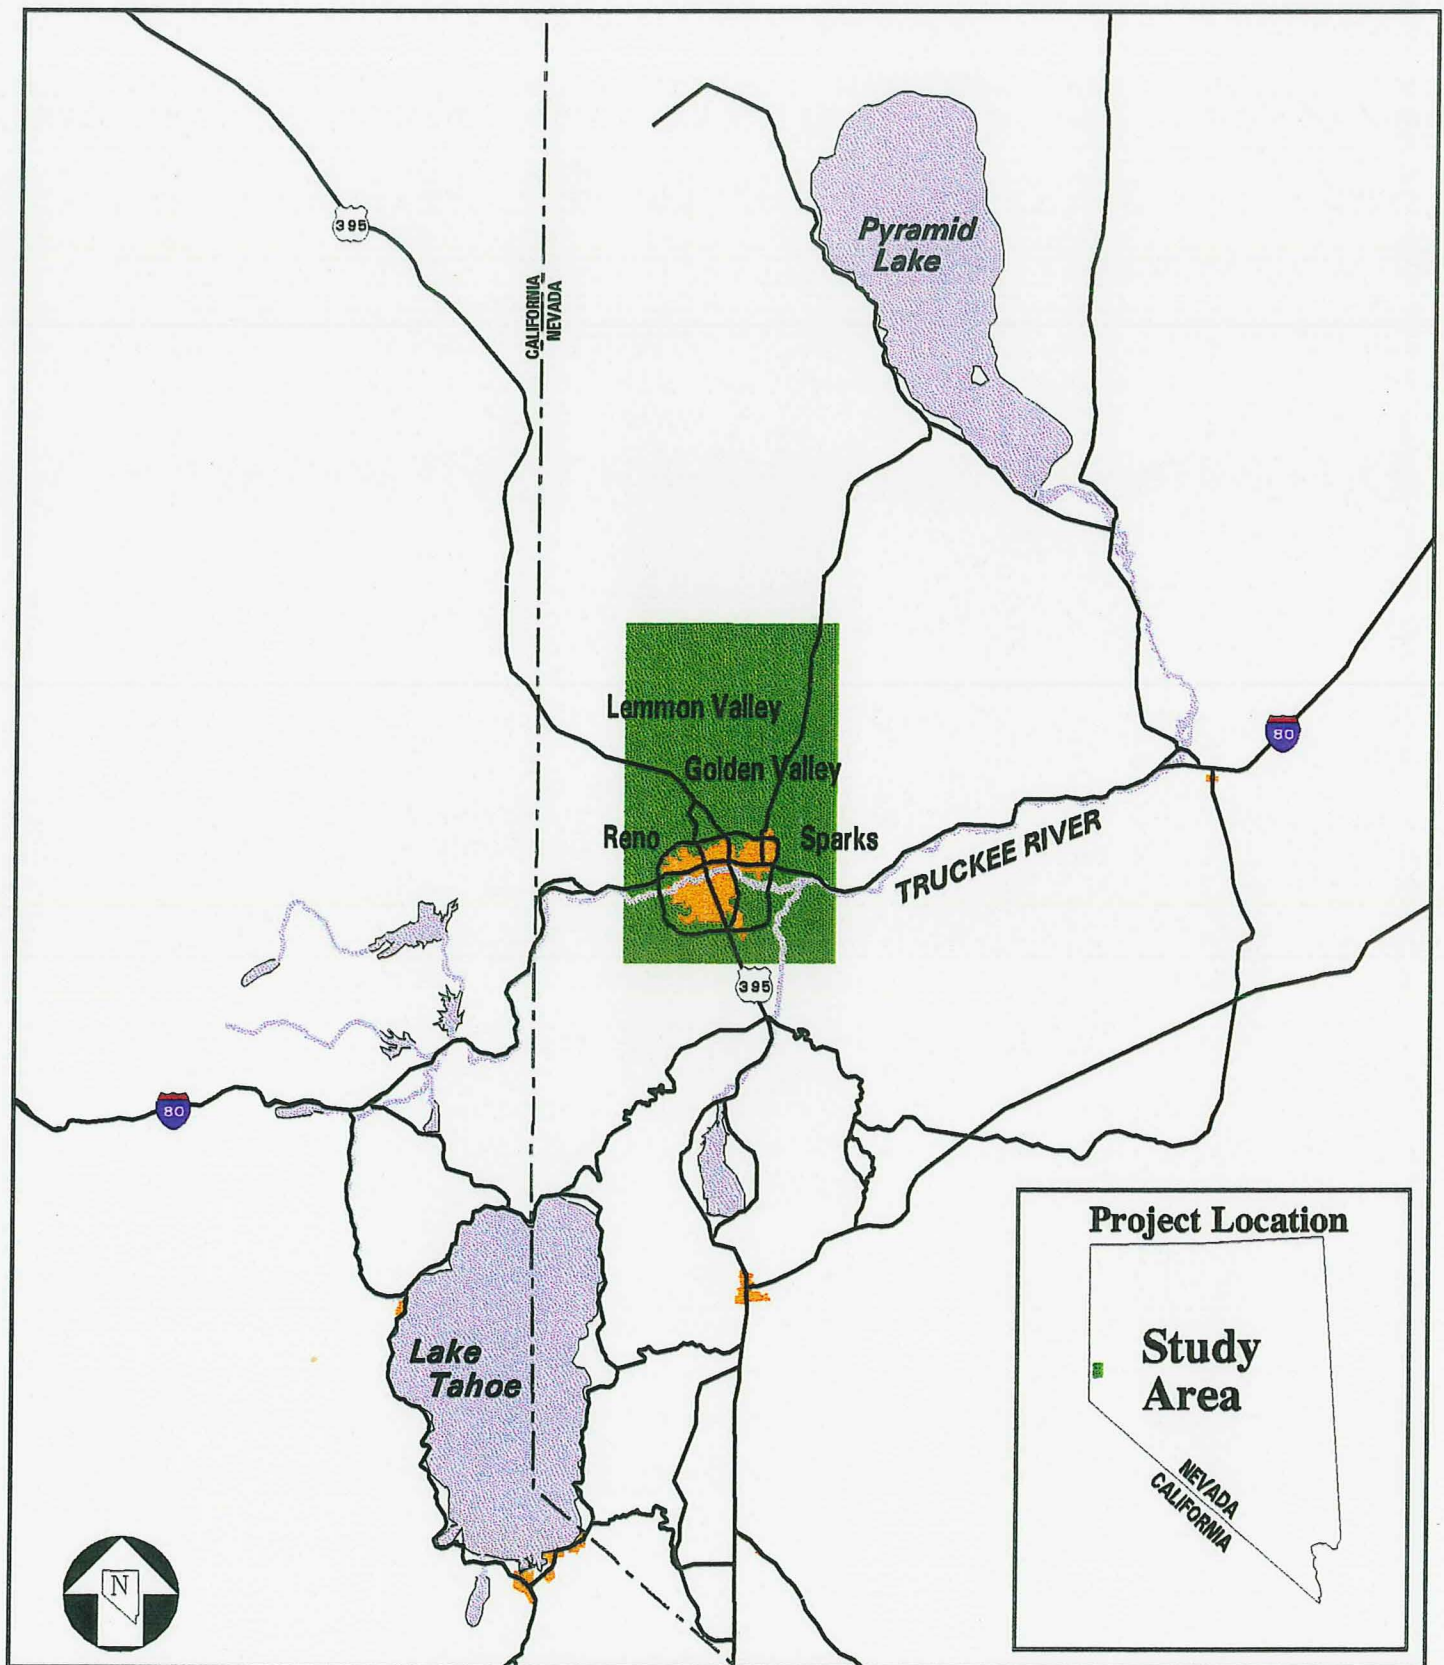 395
Pyramid
Lake
CALIFORNIA
NEVADA
Lemmon Valley
80
Golden Valley
Reno
Sparks
TRUCKEE RIVER
395
80
Project Location
Study
Area
Lake
Tahoe
NEVADA
CALIFORNIA
N